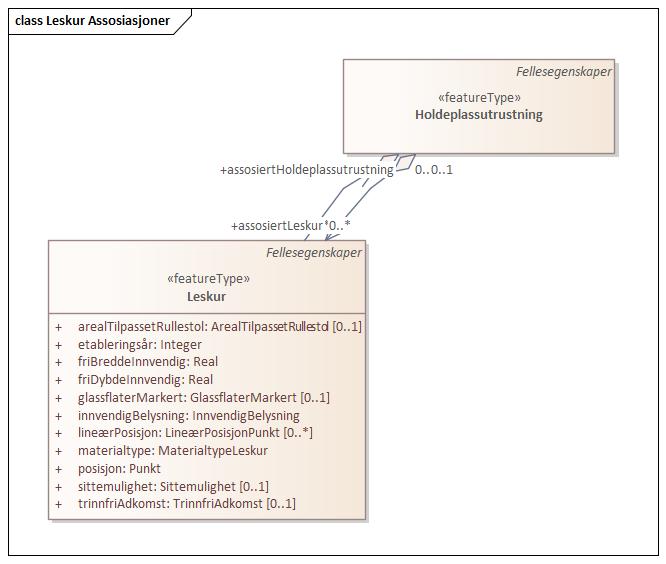 class Leskur Assosiasjoner
Fellesegenskaper
«featureType»
Holdeplassutrustning
+assosiertHoldeplassutrustning 0..0..1
+assosiertLeskur 0..*
Fellesegenskaper
«featureType»
Leskur
+ arealTilpassetRullestol: ArealTilpassetRullestol [0..1]
+ etableringsår: Integer
+ friBreddeInnvendig: Real
+ friDybdeInnvendig: Real
+ glassflaterMarkert: GlassflaterMarkert [0..1]
+ innvendigBelysning: InnvendigBelysning
+ lineærPosisjon: LineærPosisjonPunkt [0..*]
+ materialtype: MaterialtypeLeskur
+ posisjon: Punkt
+ sittemulighet: Sittemulighet [0..1]
+ trinnfriAdkomst: TrinnfriAdkomst [0..1]